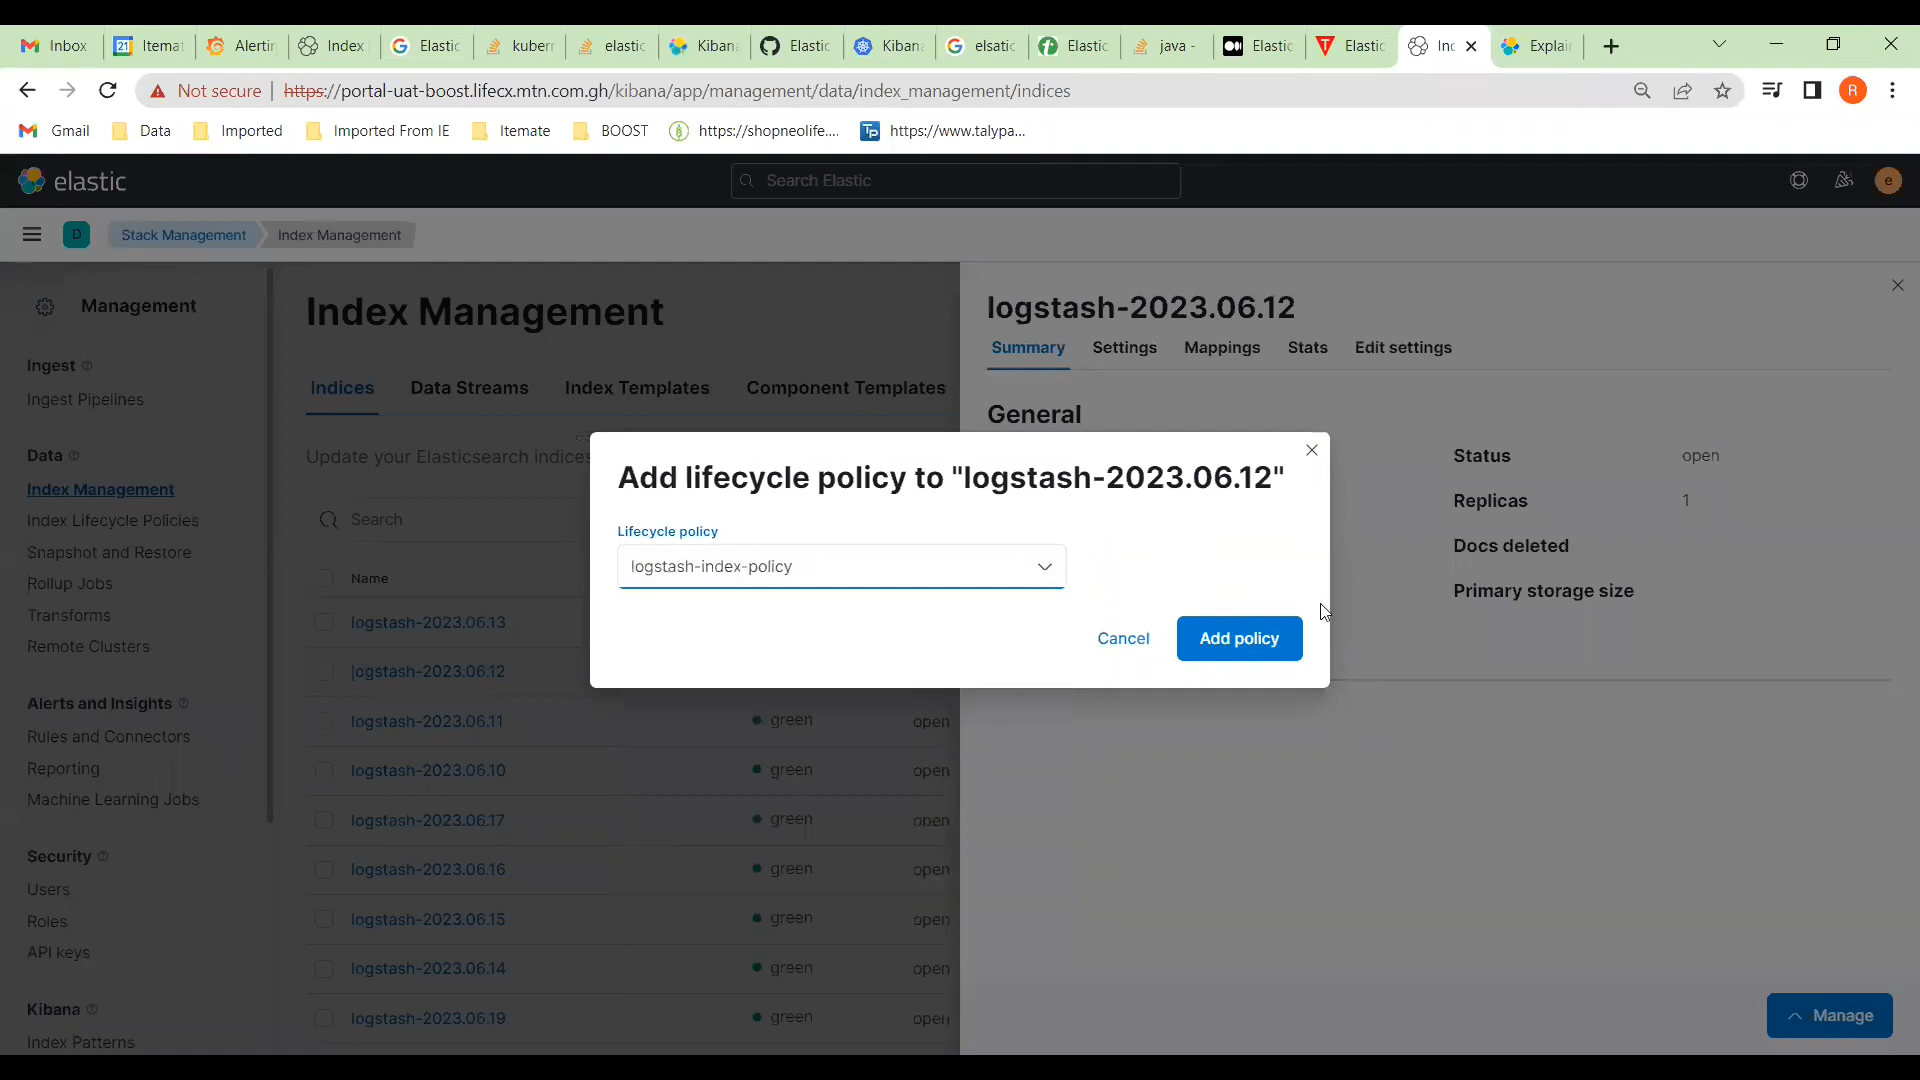 Inbox
Itemat
Alertin
Index
Elastic
kubern
elastic
Kibana
Elastic
Kibana
elsatic
Elastic
java -
Elastic
Elastic
Inc
Explain
Not secure
https://portal-uat-boost.lifecx.mtn.com.gh/kibana/app/management/data/index_management/indices
R
Gmail
Data
Imported
Imported From IE
Itemate
BOOST
https://shopneolife....
https://www.talypa...
elastic
Search Elastic
e
D
Stack Management
Index Management
Management
Ingest
Ingest Pipelines
Data
Index Management
Index Lifecycle Policies
Snapshot and Restore
Rollup Jobs
Transforms
Remote Clusters
Alerts and Insights
Rules and Connectors
Reporting
Machine Learning Jobs
Security
Users
Roles
API keys
Kibana
Index Patterns
Index Management
Indices
Data Streams
Index Templates
Component Templates
Update your Elasticsearch indices
Search
Name
logstash-2023.06.13
logstash-2023.06.12
logstash-2023.06.11 green open
logstash-2023.06.10 green open
logstash-2023.06.17 green open
logstash-2023.06.16 green open
logstash-2023.06.15 green open
logstash-2023.06.14 green open
logstash-2023.06.19 green open
logstash-2023.06.12
Summary
Settings
Mappings
Stats
Edit settings
General
Status open
Replicas 1
Docs deleted
Primary storage size
Manage
Add lifecycle policy to "logstash-2023.06.12"
Lifecycle policy
logstash-index-policy
Cancel
Add policy